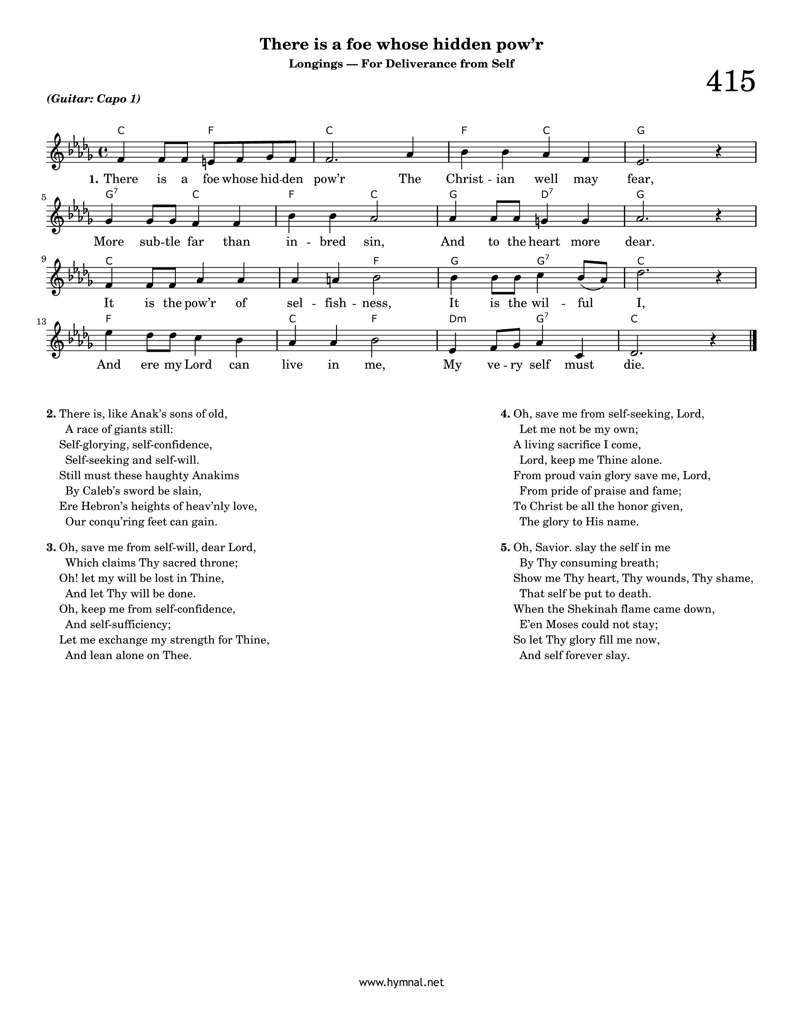 There is a foe whose hidden pow'r
Longings — For Deliverance from Self
415
(Guitar: Capo 1)
C F C F C G
1. There is a foe whose hid-den pow'r The Christ - ian well may fear,
5 G7 C F C G D7 G
More sub-tle far than in - bred sin, And to the heart more dear.
9 C F G G7 C
It is the pow'r of sel - fish - ness, It is the wil - ful I,
13 F C F Dm G7 C
And ere my Lord can live in me, My ve - ry self must die.
2. There is, like Anak's sons of old,
A race of giants still:
Self-glorying, self-confidence,
Self-seeking and self-will.
Still must these haughty Anakims
By Caleb's sword be slain,
Ere Hebron's heights of heav'nly love,
Our conqu'ring feet can gain.
3. Oh, save me from self-will, dear Lord,
Which claims Thy sacred throne;
Oh! let my will be lost in Thine,
And let Thy will be done.
Oh, keep me from self-confidence,
And self-sufficiency;
Let me exchange my strength for Thine,
And lean alone on Thee.
4. Oh, save me from self-seeking, Lord,
Let me not be my own;
A living sacrifice I come,
Lord, keep me Thine alone.
From proud vain glory save me, Lord,
From pride of praise and fame;
To Christ be all the honor given,
The glory to His name.
5. Oh, Savior. slay the self in me
By Thy consuming breath;
Show me Thy heart, Thy wounds, Thy shame,
That self be put to death.
When the Shekinah flame came down,
E'en Moses could not stay;
So let Thy glory fill me now,
And self forever slay.
www.hymnal.net